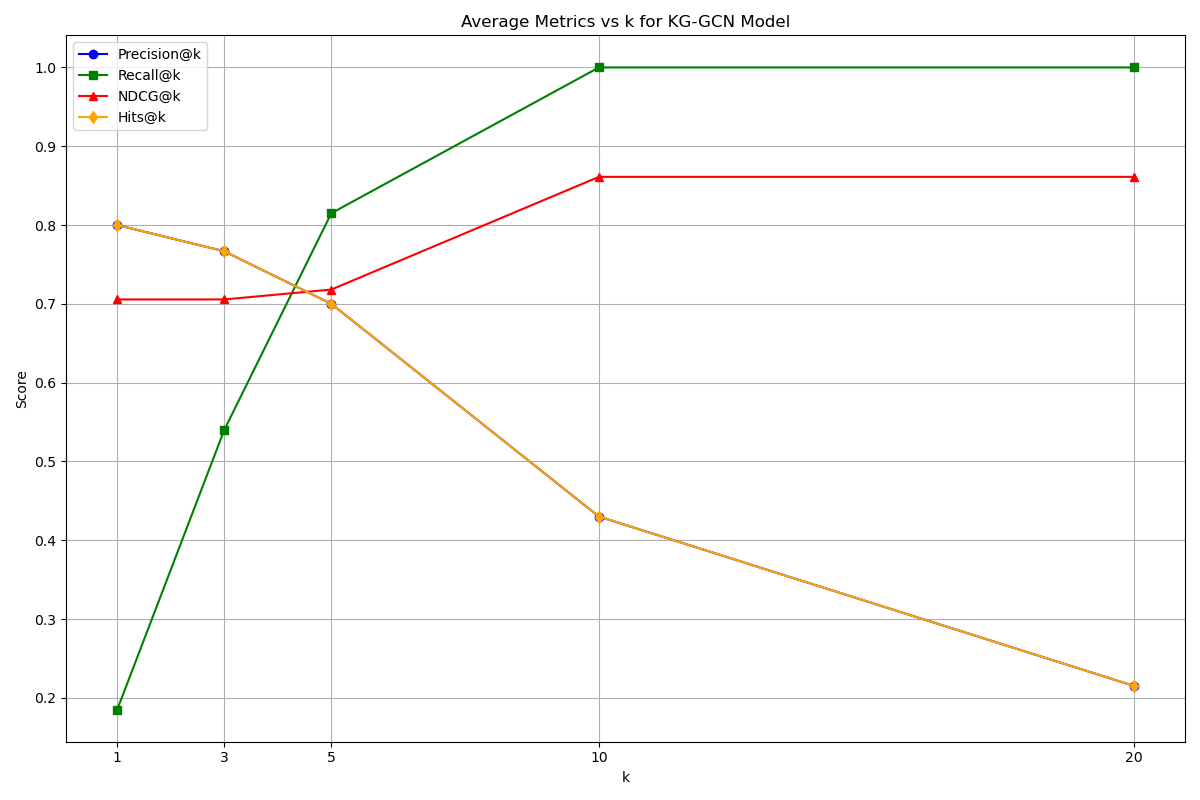 Average Metrics vs k for KG-GCN Model
Precision@k
Recall@k
NDCG@k
Hits@k
1.0
0.9
0.8
0.7
0.6
0.5
0.4
0.3
0.2
Score
1 3 5 10 20
k